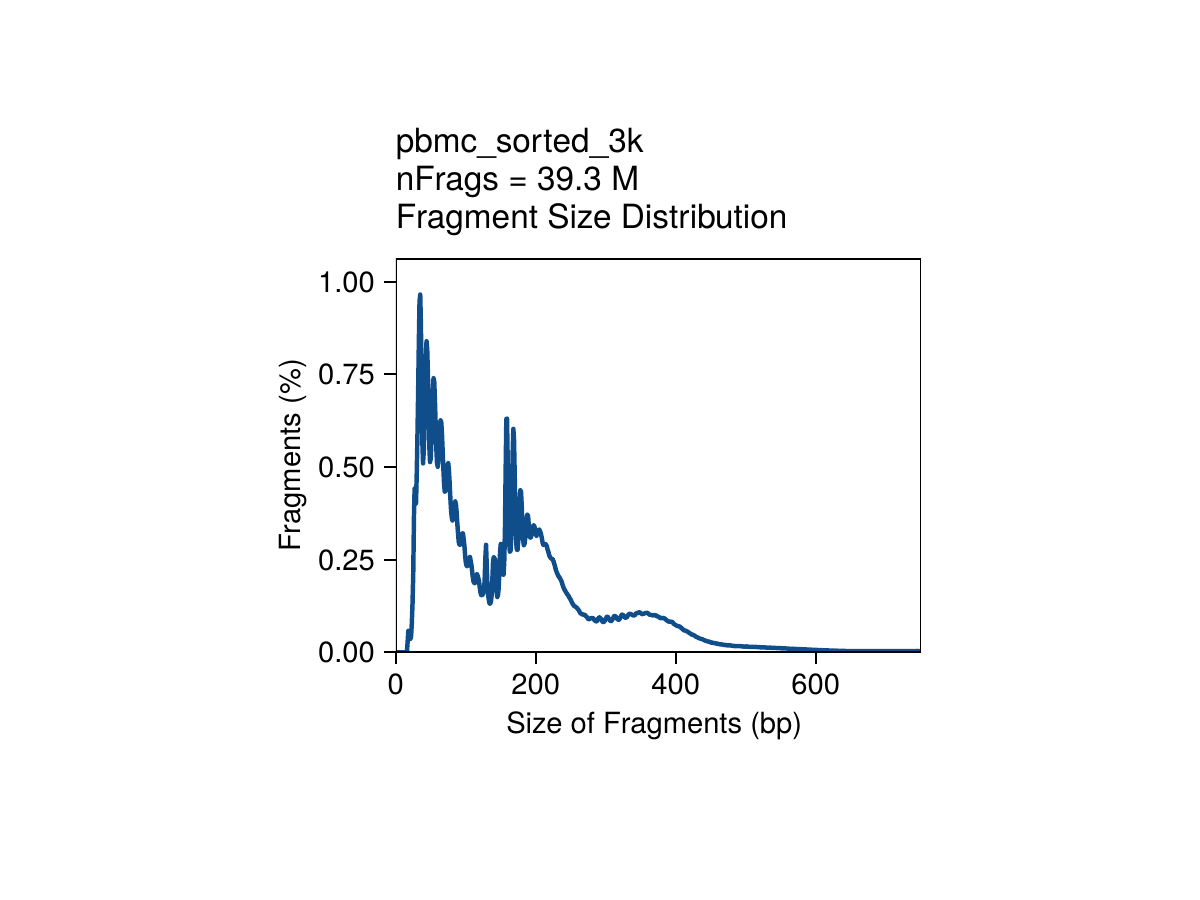 pbmc_sorted_3k
nFrags = 39.3 M
Fragment Size Distribution
1.00
0.75
0.50
0.25
0.00
Fragments (%)
0 200 400 600
Size of Fragments (bp)